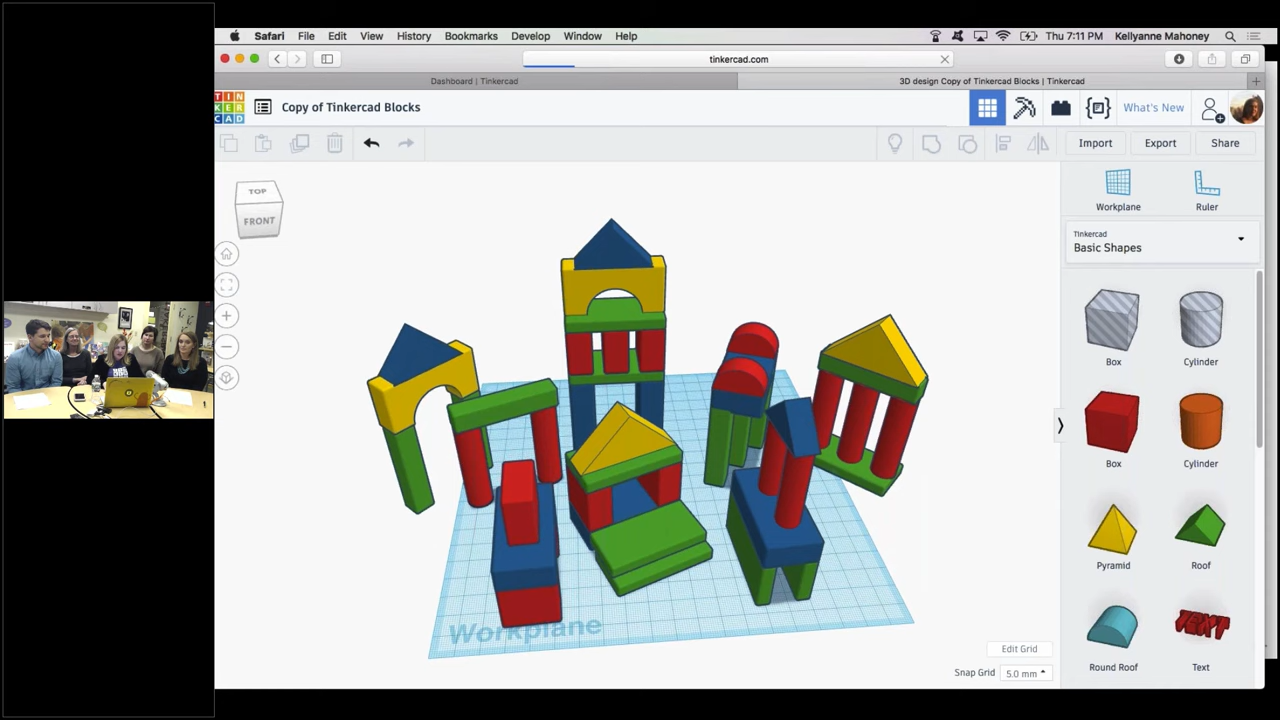 Safari File Edit View History Bookmarks Develop Window Help Thu 7:11 PM Kellyanne Mahoney
tinkercad.com
Dashboard | Tinkercad 3D design Copy of Tinkercad Blocks | Tinkercad
TIN
KER
CAD
Copy of Tinkercad Blocks
What's New
Import Export Share
TOP
FRONT
Workplane Ruler
Tinkercad
Basic Shapes
Box Cylinder
Box Cylinder
Pyramid Roof
TEXT
Round Roof Text
Workplane
Edit Grid
Snap Grid 5.0 mm